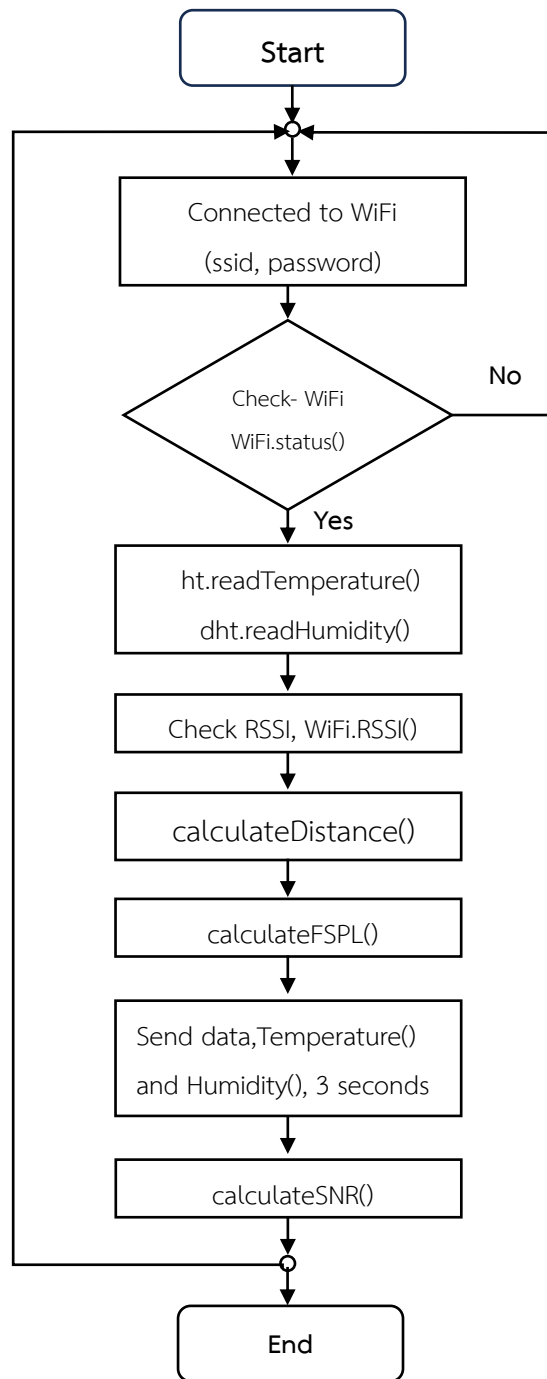 Start
Connected to WiFi
(ssid, password)
Check- WiFi
WiFi.status()
No
Yes
ht.readTemperature()
dht.readHumidity()
Check RSSI, WiFi.RSSI()
calculateDistance()
calculateFSPL()
Send data,Temperature()
and Humidity(), 3 seconds
calculateSNR()
End